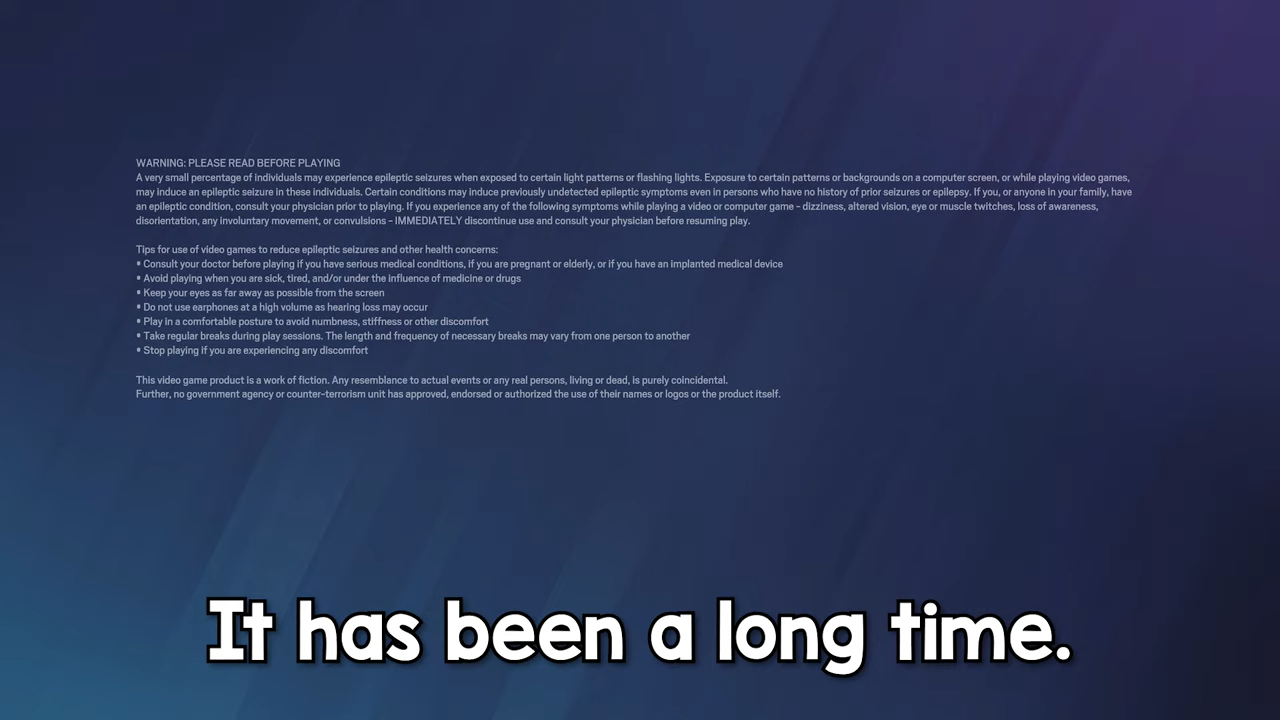 WARNING: PLEASE READ BEFORE PLAYING
A very small percentage of individuals may experience epileptic seizures when exposed to certain light patterns or flashing lights. Exposure to certain patterns or backgrounds on a computer screen, or while playing video games,
may induce an epileptic seizure in these individuals. Certain conditions may induce previously undetected epileptic symptoms even in persons who have no history of prior seizures or epilepsy. If you, or anyone in your family, have
an epileptic condition, consult your physician prior to playing. If you experience any of the following symptoms while playing a video or computer game – dizziness, altered vision, eye or muscle twitches, loss of awareness,
disorientation, any involuntary movement, or convulsions – IMMEDIATELY discontinue use and consult your physician before resuming play.
Tips for use of video games to reduce epileptic seizures and other health concerns:
• Consult your doctor before playing if you have serious medical conditions, if you are pregnant or elderly, or if you have an implanted medical device
• Avoid playing when you are sick, tired, and/or under the influence of medicine or drugs
• Keep your eyes as far away as possible from the screen
• Do not use earphones at a high volume as hearing loss may occur
• Play in a comfortable posture to avoid numbness, stiffness or other discomfort
• Take regular breaks during play sessions. The length and frequency of necessary breaks may vary from one person to another
• Stop playing if you are experiencing any discomfort
This video game product is a work of fiction. Any resemblance to actual events or any real persons, living or dead, is purely coincidental.
Further, no government agency or counter-terrorism unit has approved, endorsed or authorized the use of their names or logos or the product itself.
It has been a long time.